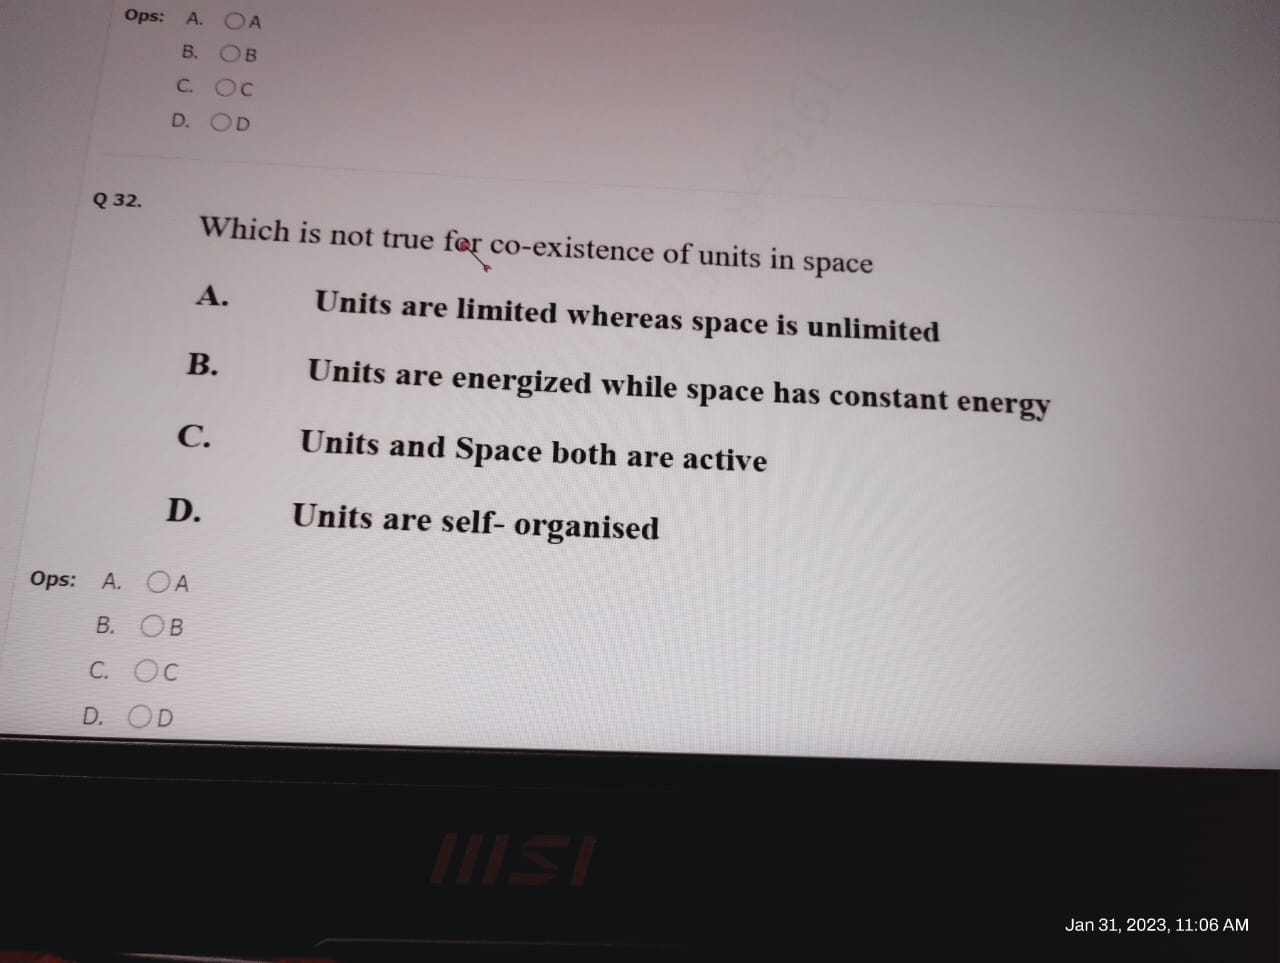 Ops: A. A
B. B
C. C
D. D
Q 32.
Which is not true for co-existence of units in space
A. Units are limited whereas space is unlimited
B. Units are energized while space has constant energy
C. Units and Space both are active
D. Units are self- organised
Ops: A. A
B. B
C. C
D. D
msi
Jan 31, 2023, 11:06 AM